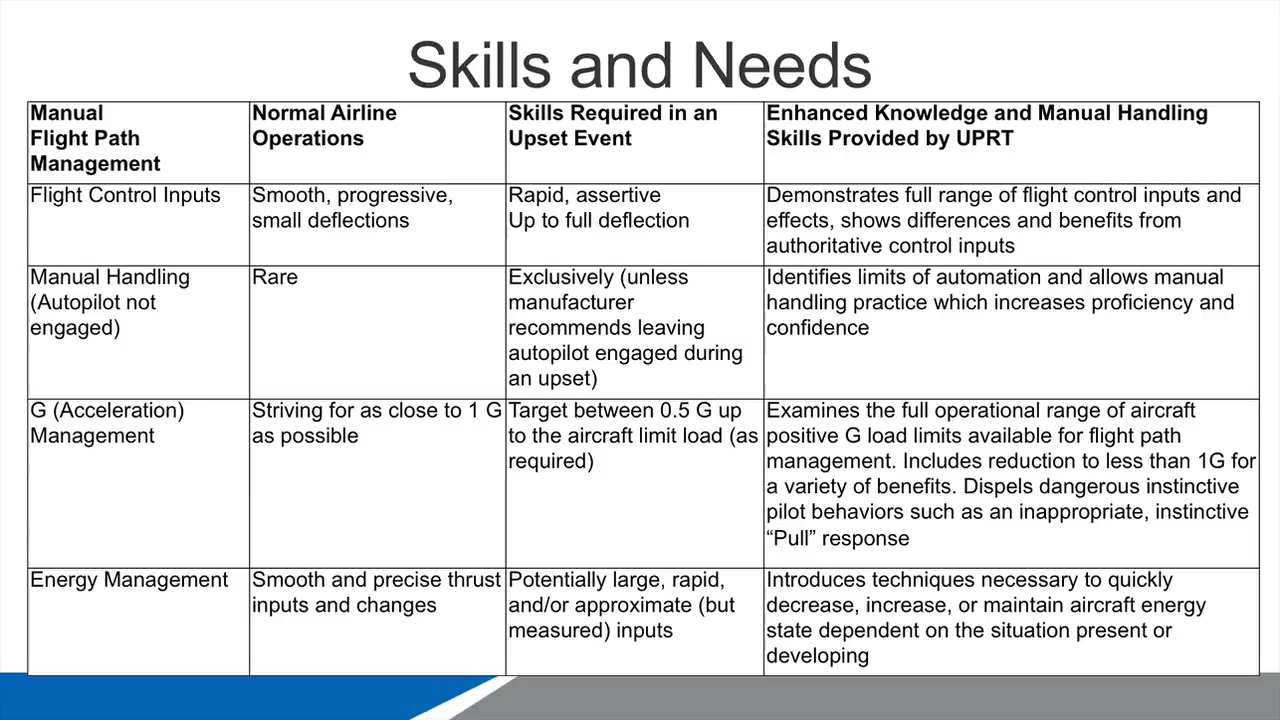 Skills and Needs
Manual
Flight Path
Management
Normal Airline
Operations
Skills Required in an
Upset Event
Enhanced Knowledge and Manual Handling
Skills Provided by UPRT
Flight Control Inputs
Smooth, progressive,
small deflections
Rapid, assertive
Up to full deflection
Demonstrates full range of flight control inputs and
effects, shows differences and benefits from
authoritative control inputs
Manual Handling
(Autopilot not
engaged)
Rare
Exclusively (unless
manufacturer
recommends leaving
autopilot engaged during
an upset)
Identifies limits of automation and allows manual
handling practice which increases proficiency and
confidence
G (Acceleration)
Management
Striving for as close to 1 G
as possible
Target between 0.5 G up
to the aircraft limit load (as
required)
Examines the full operational range of aircraft
positive G load limits available for flight path
management. Includes reduction to less than 1G for
a variety of benefits. Dispels dangerous instinctive
pilot behaviors such as an inappropriate, instinctive
“Pull” response
Energy Management
Smooth and precise thrust
inputs and changes
Potentially large, rapid,
and/or approximate (but
measured) inputs
Introduces techniques necessary to quickly
decrease, increase, or maintain aircraft energy
state dependent on the situation present or
developing